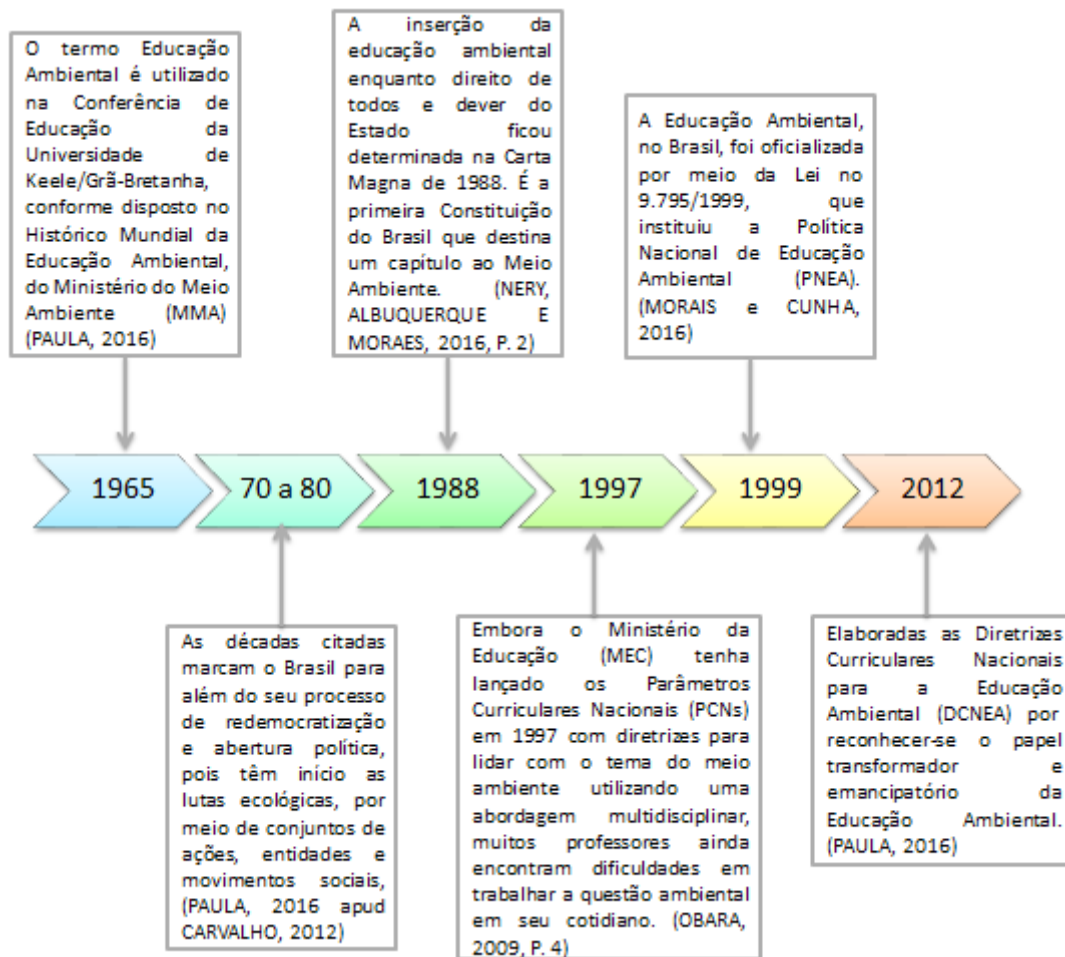 O termo Educação
Ambiental é utilizado
na Conferência de
Educação da
Universidade de
Keele/Grã-Bretanha,
conforme disposto no
Histórico Mundial da
Educação Ambiental,
do Ministério do Meio
Ambiente (MMA)
(PAULA, 2016)
A inserção da
educação ambiental
enquanto direito de
todos e dever do
Estado ficou
determinada na Carta
Magna de 1988. É a
primeira Constituição
do Brasil que destina
um capítulo ao Meio
Ambiente. (NERY,
ALBUQUERQUE E
MORAES, 2016, P. 2)
A Educação Ambiental,
no Brasil, foi oficializada
por meio da Lei no
9.795/1999, que
instituiu a Política
Nacional de Educação
Ambiental (PNEA).
(MORAIS e CUNHA,
2016)
1965
70 a 80
1988
1997
1999
2012
As décadas citadas
marcam o Brasil para
além do seu processo
de redemocratização
e abertura política,
pois têm início as
lutas ecológicas, por
meio de conjuntos de
ações, entidades e
movimentos sociais,
(PAULA, 2016 apud
CARVALHO, 2012)
Embora o Ministério da
Educação (MEC) tenha
lançado os Parâmetros
Curriculares Nacionais (PCNs)
em 1997 com diretrizes para
lidar com o tema do meio
ambiente utilizando uma
abordagem multidisciplinar,
muitos professores ainda
encontram dificuldades em
trabalhar a questão ambiental
em seu cotidiano. (OBARA,
2009, P. 4)
Elaboradas as Diretrizes
Curriculares Nacionais
para a Educação
Ambiental (DCNEA) por
reconhecer-se o papel
transformador e
emancipatório da
Educação Ambiental.
(PAULA, 2016)